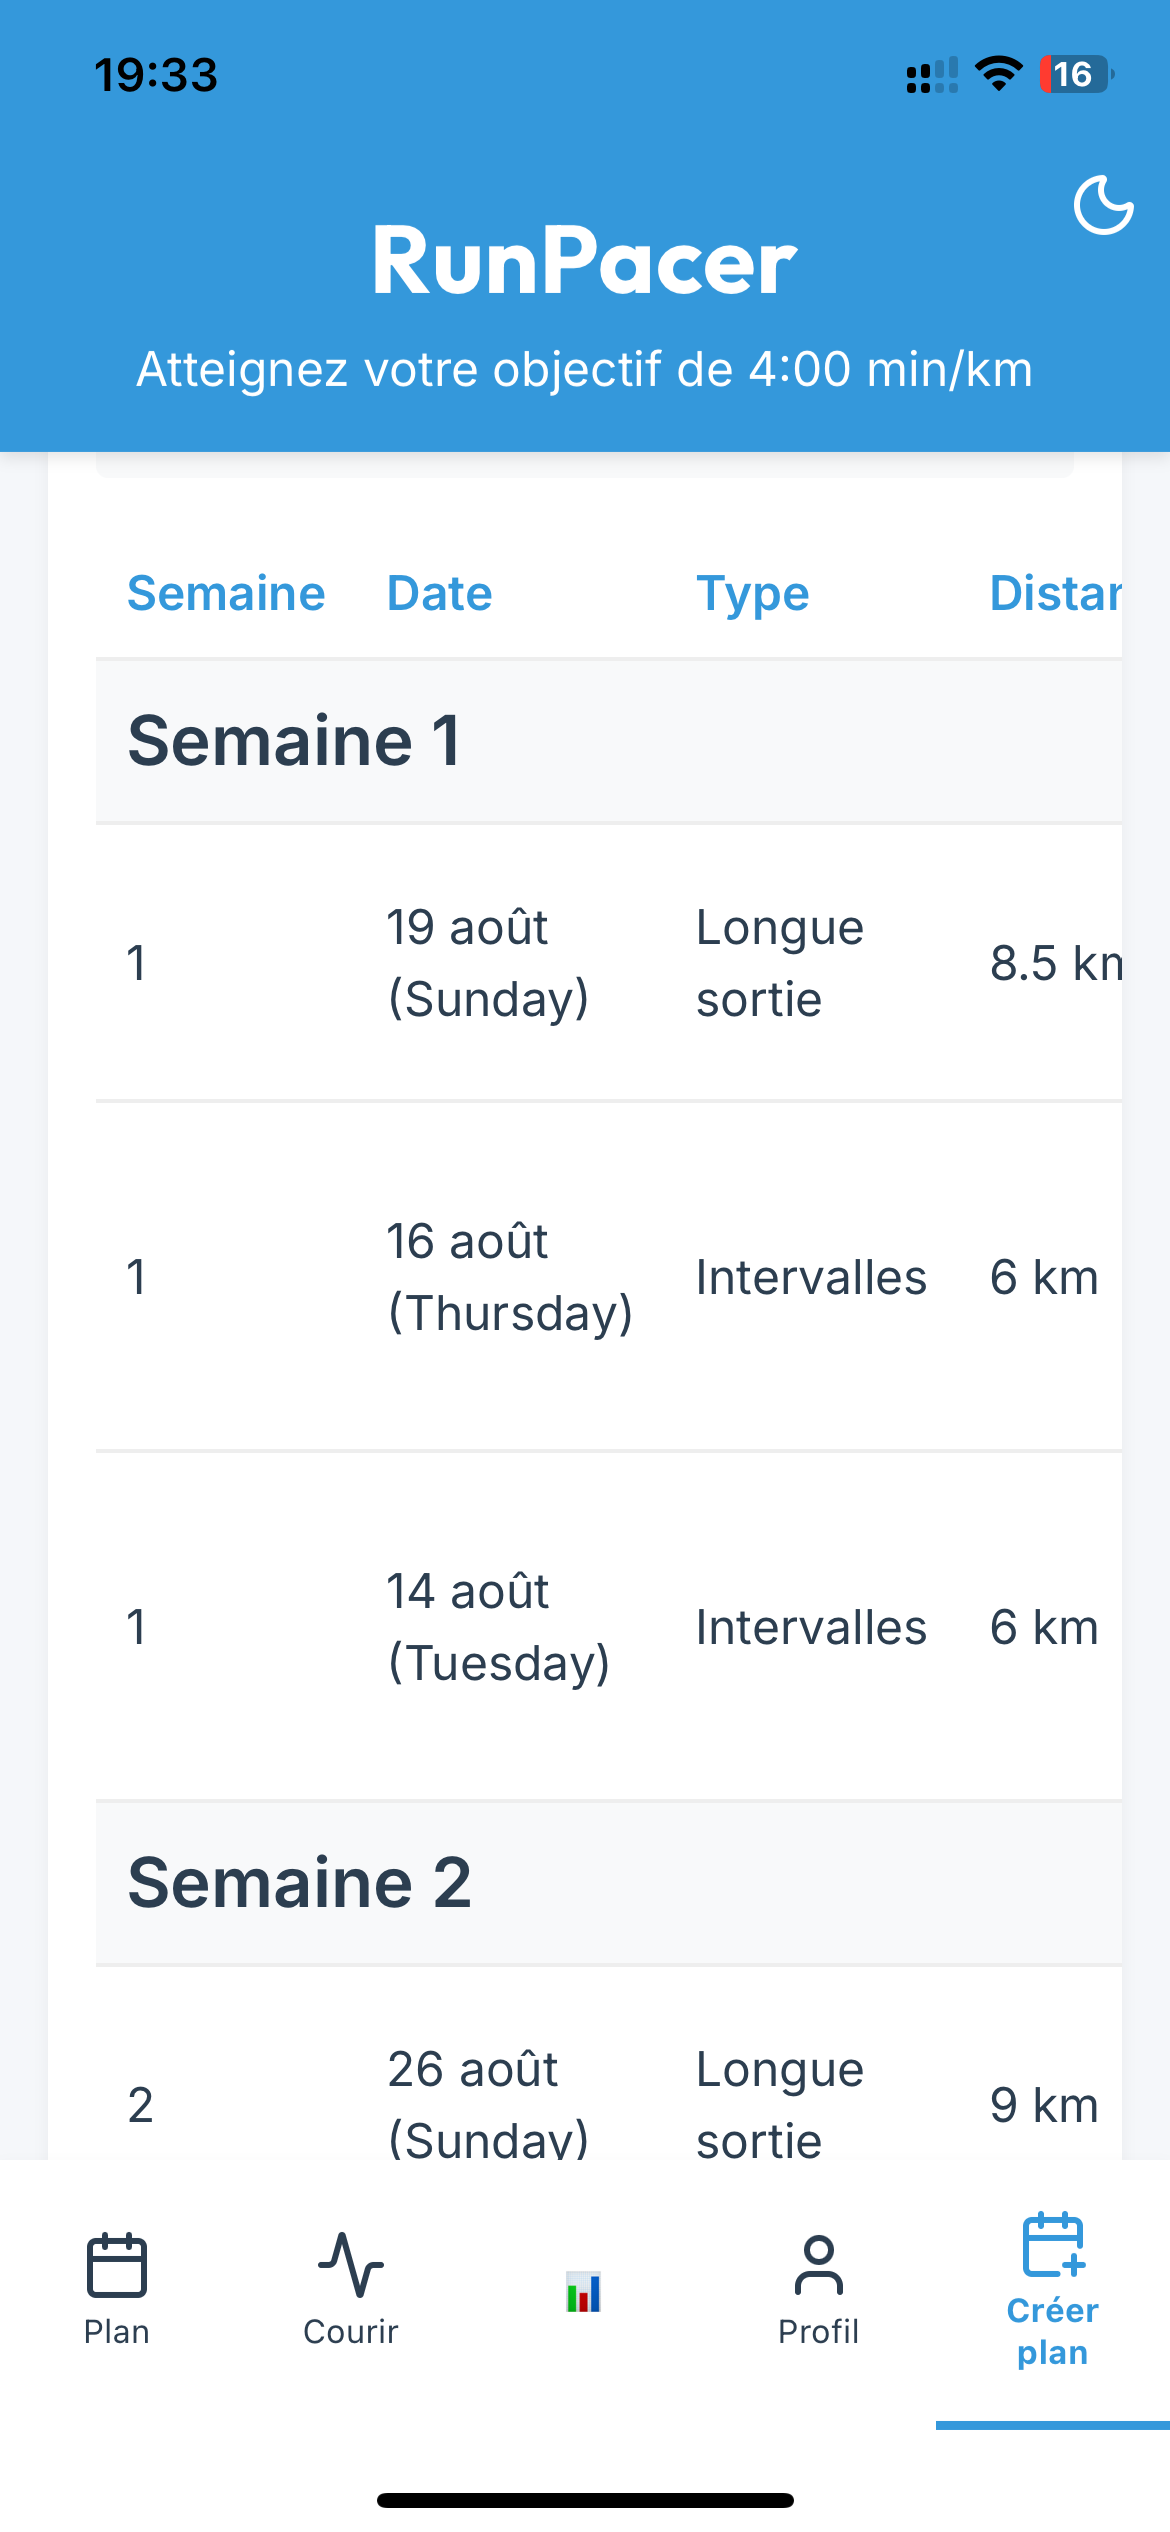 19:33
16
RunPacer
Atteignez votre objectif de 4:00 min/km
Semaine Date Type
Semaine 1
1 19 août (Sunday) Longue sortie 8.5
1 16 août (Thursday) Intervalles 6 km
1 14 août (Tuesday) Intervalles 6 km
Semaine 2
2 26 août (Sunday) Longue sortie 9 km
Plan
Courir
Profil
Créer
plan